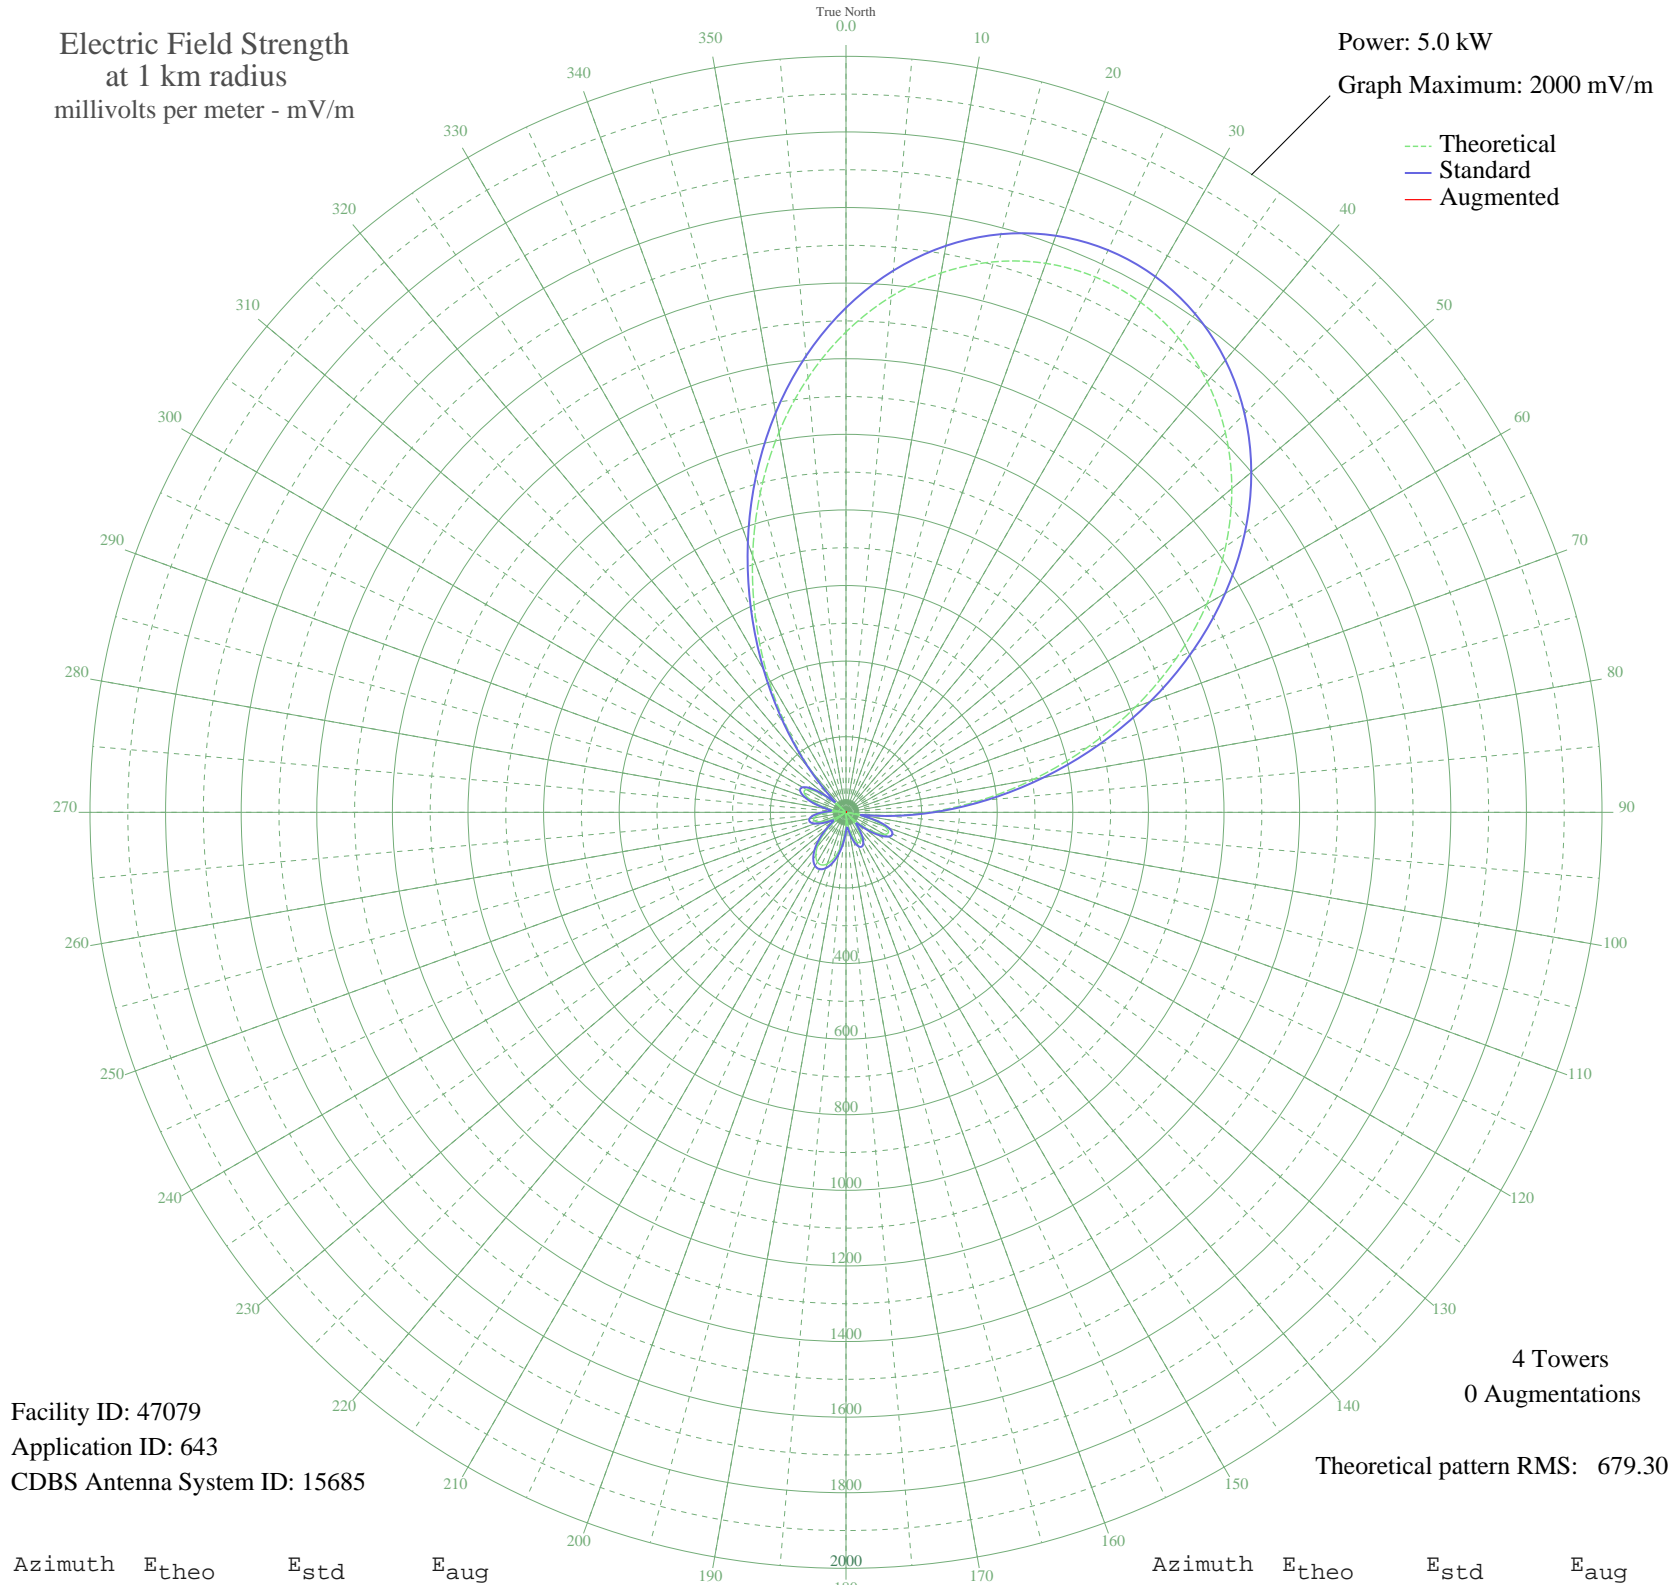 True North
0.0
Electric Field Strength
at 1 km radius
millivolts per meter - mV/m
Power: 5.0 kW
Graph Maximum: 2000 mV/m
Theoretical
Standard
Augmented
350
10
340
20
330
30
320
40
310
50
300
60
290
70
280
80
270
90
260
100
250
110
240
120
230
130
220
140
210
150
200
160
190
170
180
400
600
800
1000
1200
1400
1600
1800
2000
4 Towers
0 Augmentations
Facility ID: 47079
Application ID: 643
CDBS Antenna System ID: 15685
Theoretical pattern RMS: 679.30
Azimuth Etheo Estd Eaug Azimuth Etheo Estd Eaug